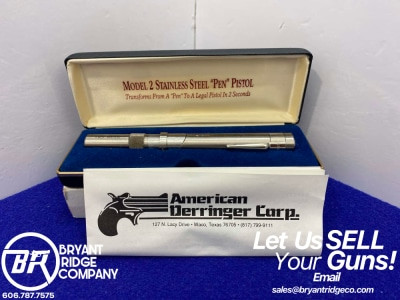 MODEL 2 STAINLESS STEEL "PEN" PISTOL
Transforms From A "Pen" To A Legal Pistol In 2 Seconds
American
Derringer Corp.
127 N. Lacy Drive • Waco, Texas 76705 • (817) 799-9111
BR
BRYANT
RIDGE
COMPANY
606.787.7575
Let Us SELL
Your Guns!
Email
sales@bryantridgeco.com